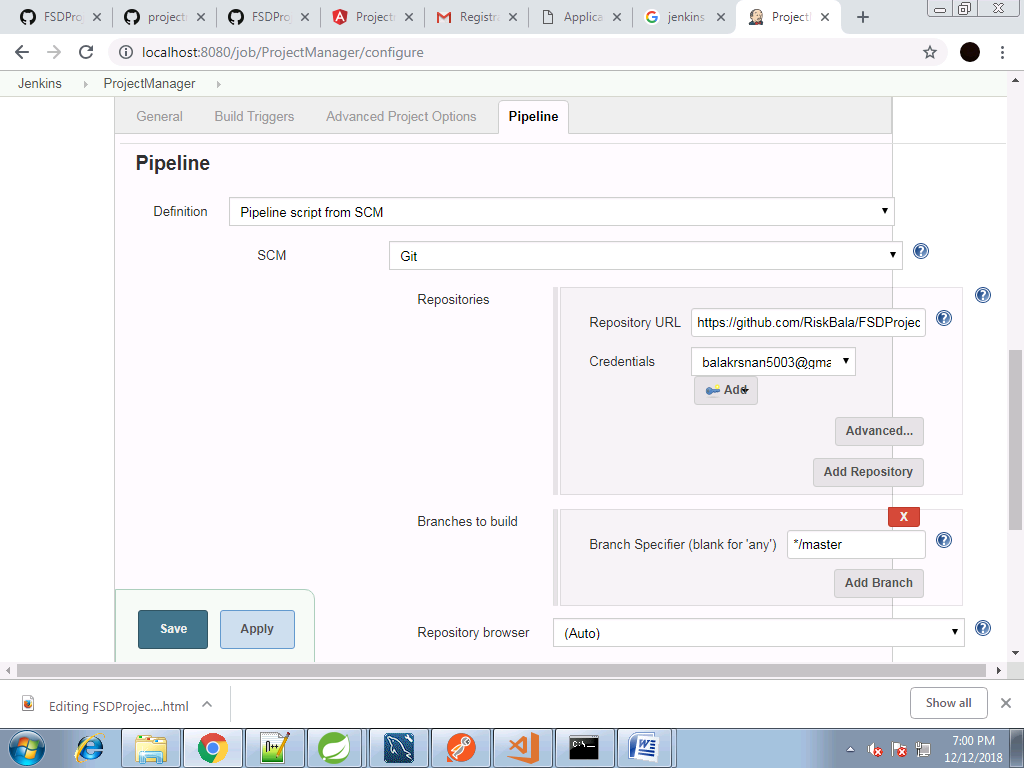 FSDPro
project
FSDPro
Project
Registra
Applica
jenkins
Project
localhost:8080/job/ProjectManager/configure
Jenkins ProjectManager
General Build Triggers Advanced Project Options Pipeline
Pipeline
Definition Pipeline script from SCM
SCM Git
Repositories
Repository URL https://github.com/RiskBala/FSDProjec
Credentials balakrsnan5003@gma
Add
Advanced...
Add Repository
Branches to build X
Branch Specifier (blank for 'any') */master
Add Branch
Save Apply
Repository browser (Auto)
Editing FSDProjec....html Show all
7:00 PM
12/12/2018